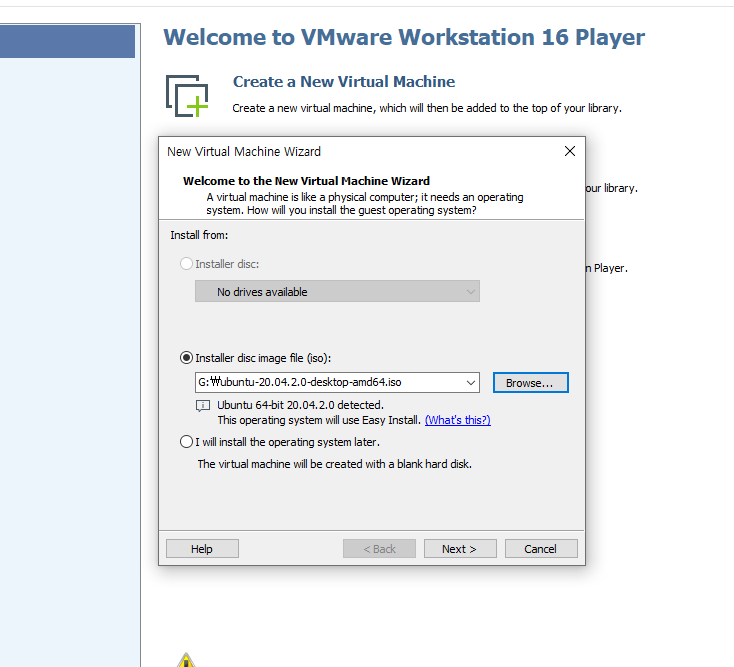 Welcome to VMware Workstation 16 Player
Create a New Virtual Machine
Create a new virtual machine, which will then be added to the top of your library.
New Virtual Machine Wizard
Welcome to the New Virtual Machine Wizard
A virtual machine is like a physical computer; it needs an operating
system. How will you install the guest operating system?
our library.
Install from:
Installer disc:
n Player.
No drives available
Installer disc image file (iso):
G:₩ubuntu-20.04.2.0-desktop-amd64.iso
Browse...
Ubuntu 64-bit 20.04.2.0 detected.
This operating system will use Easy Install. (What's this?)
I will install the operating system later.
The virtual machine will be created with a blank hard disk.
Help
< Back
Next >
Cancel